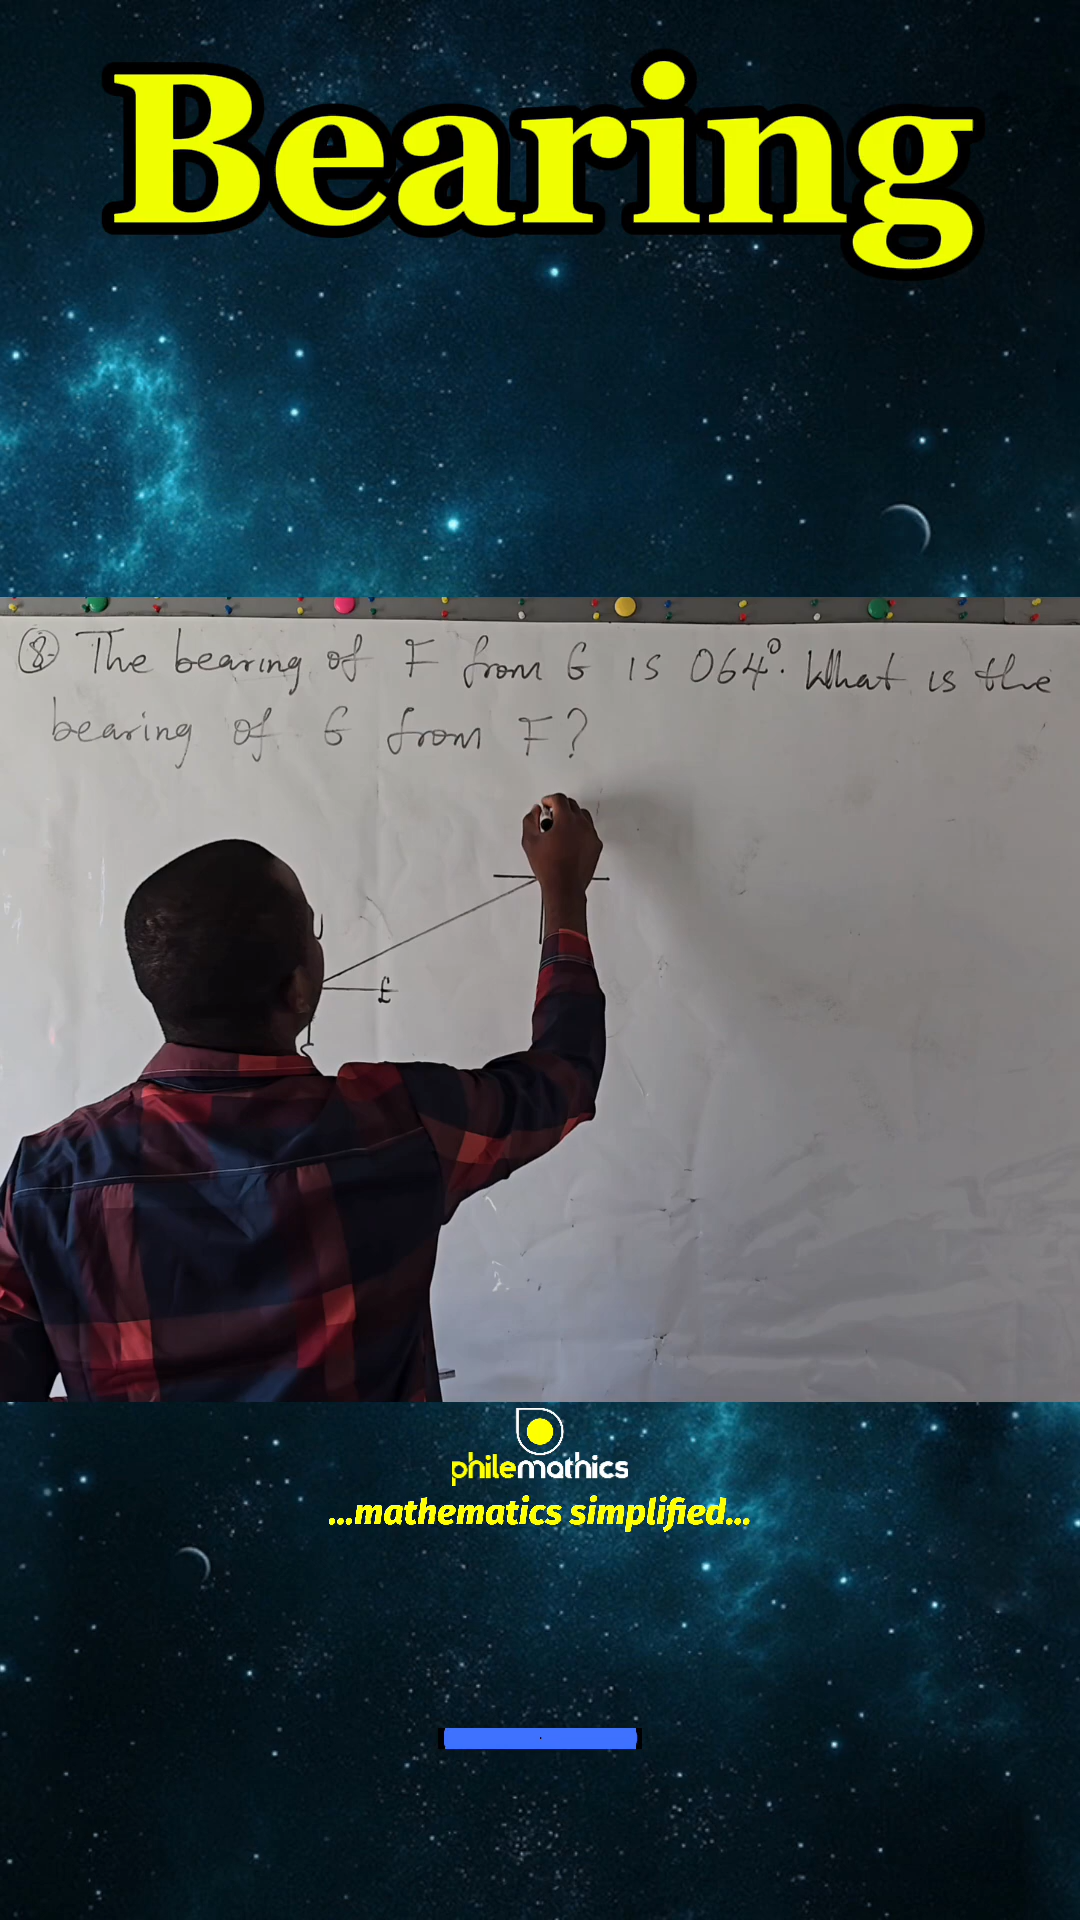 Bearing
⑧ The bearing of F from G is 064°. What is the
bearing of G from F?
E
S
philemathics
...mathematics simplified...